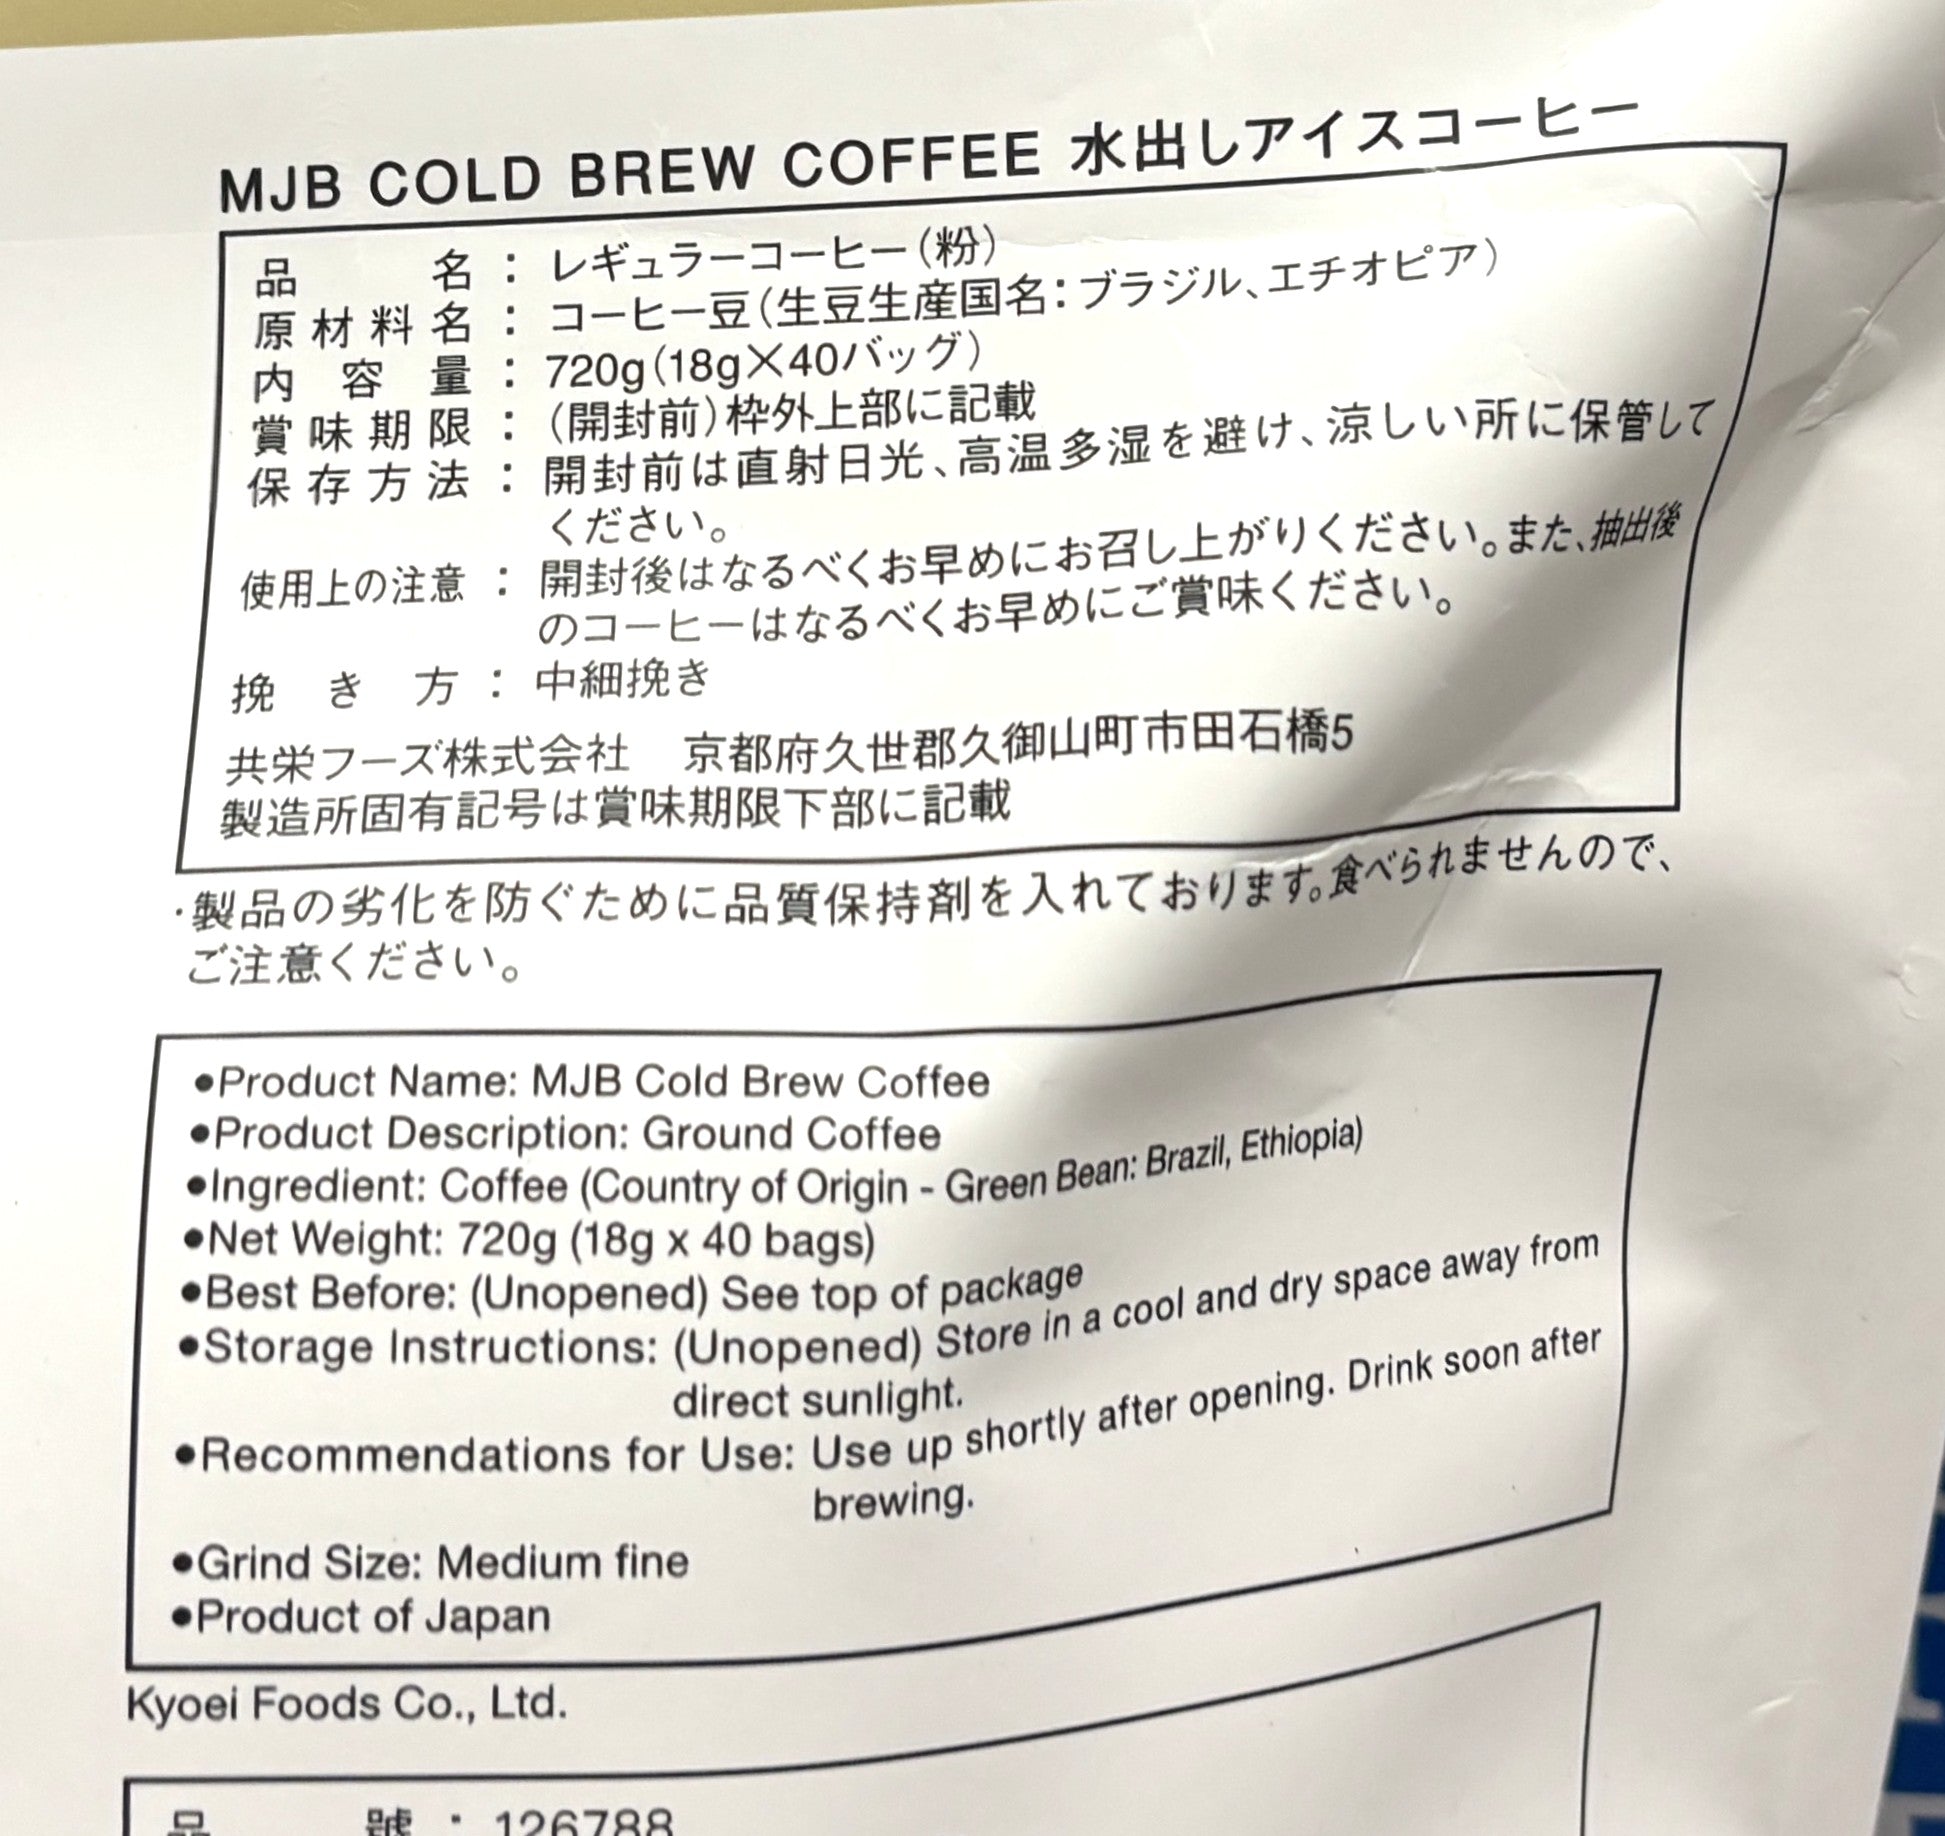 MJB COLD BREW COFFEE 水出しアイスコーヒー
品名：レギュラーコーヒー（粉）
原材料名：コーヒー豆（生豆生産国名：ブラジル、エチオピア）
内容量：720g（18g×40バッグ）
賞味期限：（開封前）枠外上部に記載
保存方法：開封前は直射日光、高温多湿を避け、涼しい所に保管して
ください。
使用上の注意：開封後はなるべくお早めにお召し上がりください。また、抽出後
のコーヒーはなるべくお早めにご賞味ください。
挽き方：中細挽き
共栄フーズ株式会社 京都府久世郡久御山町市田石橋5
製造所固有記号は賞味期限下部に記載
・製品の劣化を防ぐために品質保持剤を入れております。食べられませんので、
ご注意ください。
●Product Name: MJB Cold Brew Coffee
●Product Description: Ground Coffee
●Ingredient: Coffee (Country of Origin - Green Bean: Brazil, Ethiopia)
●Net Weight: 720g (18g x 40 bags)
●Best Before: (Unopened) See top of package
●Storage Instructions: (Unopened) Store in a cool and dry space away from
direct sunlight.
●Recommendations for Use: Use up shortly after opening. Drink soon after
brewing.
●Grind Size: Medium fine
●Product of Japan
Kyoei Foods Co., Ltd.
品號：126788